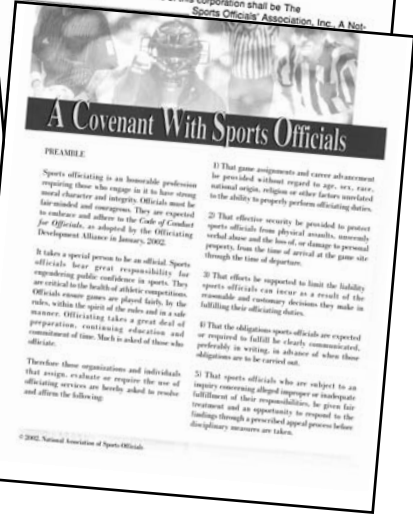 of this corporation shall be The
Sports Officials' Association, Inc., A Not-
A Covenant With Sports Officials
PREAMBLE
Sports officiating is an honorable profession
requiring those who engage in it to have strong
moral character and integrity. Officials must be
fair-minded and courageous. They are expected
to embrace and adhere to the Code of Conduct
for Officials, as adopted by the Officiating
Development Alliance in January, 2002.
It takes a special person to be an official. Sports
officials bear great responsibility for
engendering public confidence in sports. They
are critical to the health of athletic competitions.
Officials ensure games are played fairly, by the
rules, within the spirit of the rules and in a safe
manner. Officiating takes a great deal of
preparation, continuing education and
commitment of time. Much is asked of those who
officiate.
Therefore those organizations and individuals
that assign, evaluate or require the use of
officiating services are hereby asked to resolve
and affirm the following:
1) That game assignments and career advancement
be provided without regard to age, sex, race,
national origin, religion or other factors unrelated
to the ability to properly perform officiating duties.
2) That effective security be provided to protect
sports officials from physical assaults, unseemly
verbal abuse and the loss of, or damage to personal
property, from the time of arrival at the game site
through the time of departure.
3) That efforts be supported to limit the liability
sports officials can incur as a result of the
reasonable and customary decisions they make in
fulfilling their officiating duties.
4) That the obligations sports officials are expected
or required to fulfill be clearly communicated,
preferably in writing, in advance of when those
obligations are to be carried out.
5) That sports officials who are subject to an
inquiry concerning alleged improper or inadequate
fulfillment of their responsibilities, be given fair
treatment and an opportunity to respond to the
findings through a prescribed appeal process before
disciplinary measures are taken.
© 2002, National Association of Sports Officials